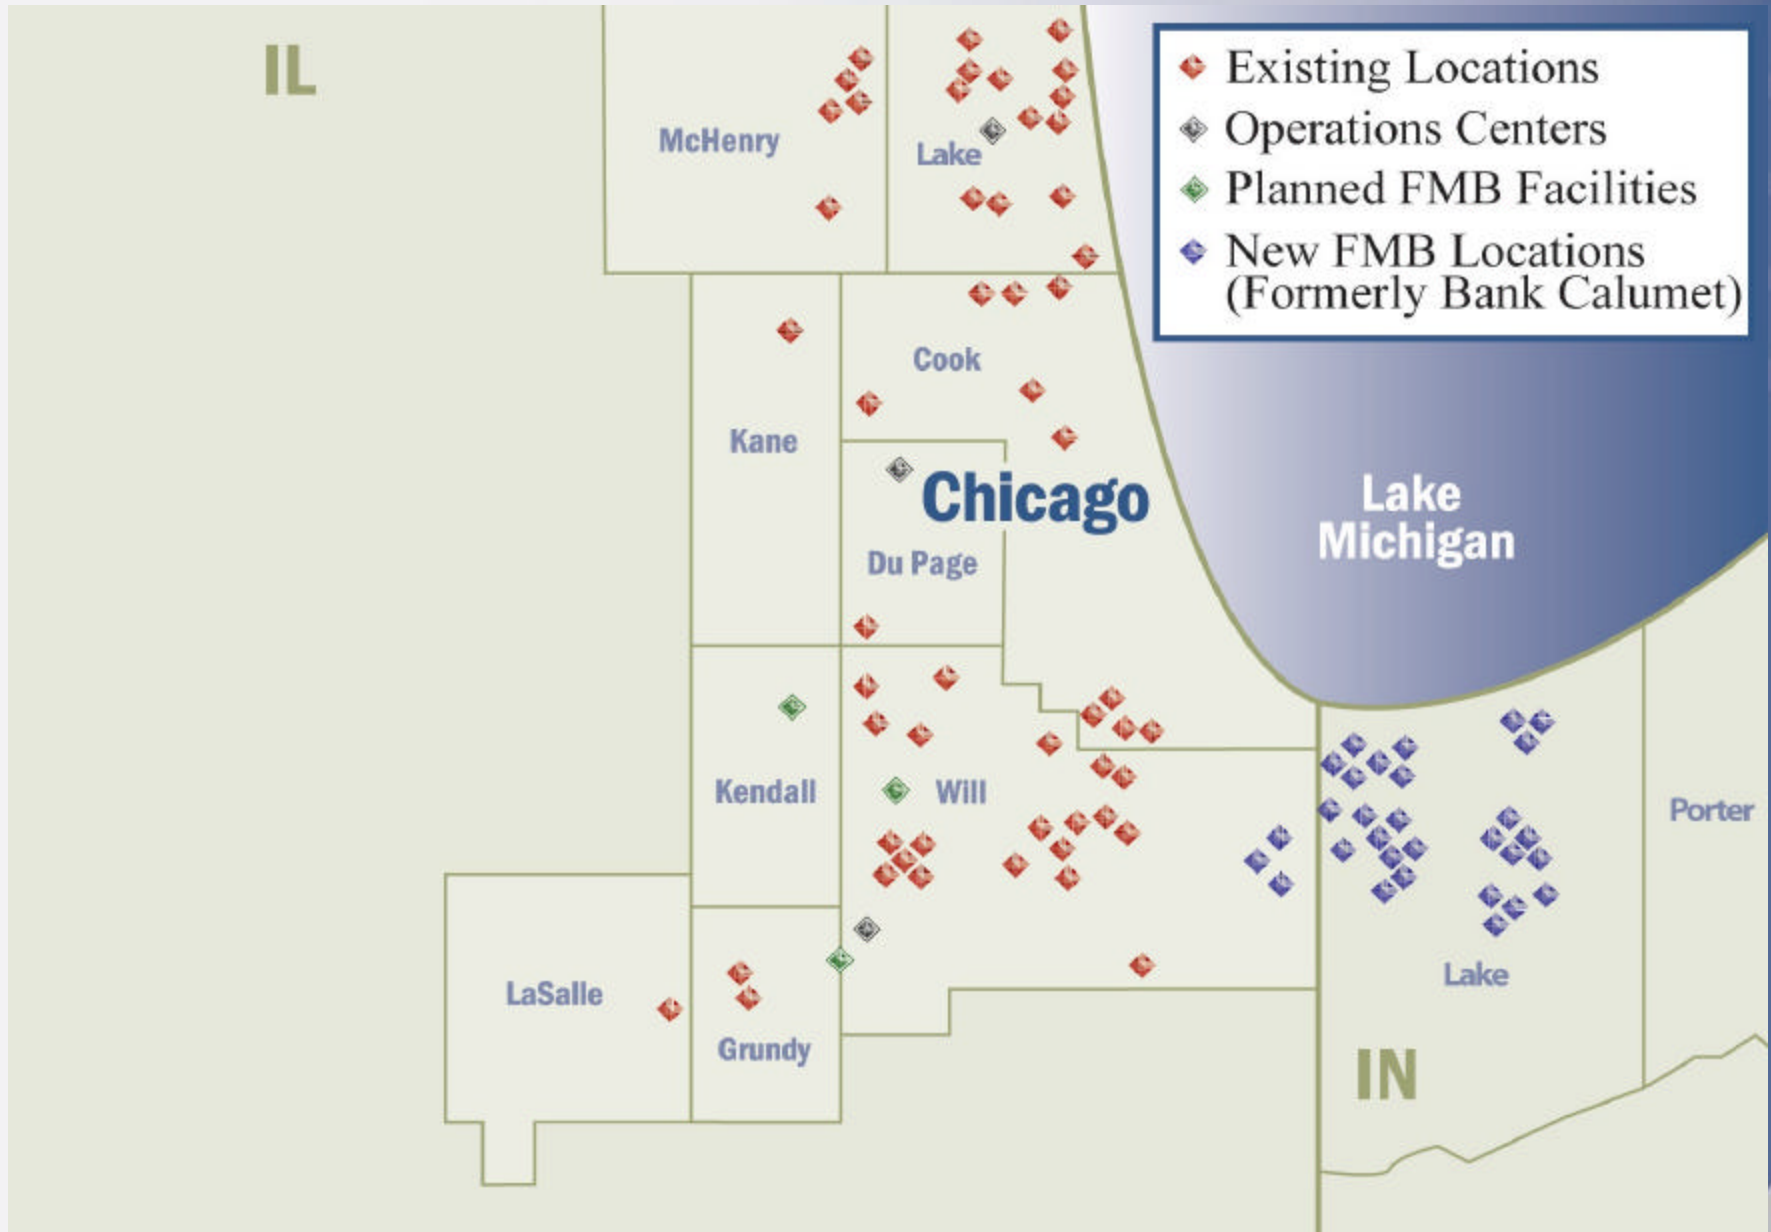 IL
Existing Locations
Operations Centers
Planned FMB Facilities
New FMB Locations
(Formerly Bank Calumet)
McHenry
Lake
Cook
Kane
Chicago
Lake
Michigan
Du Page
Kendall
Will
Porter
LaSalle
Lake
Grundy
IN